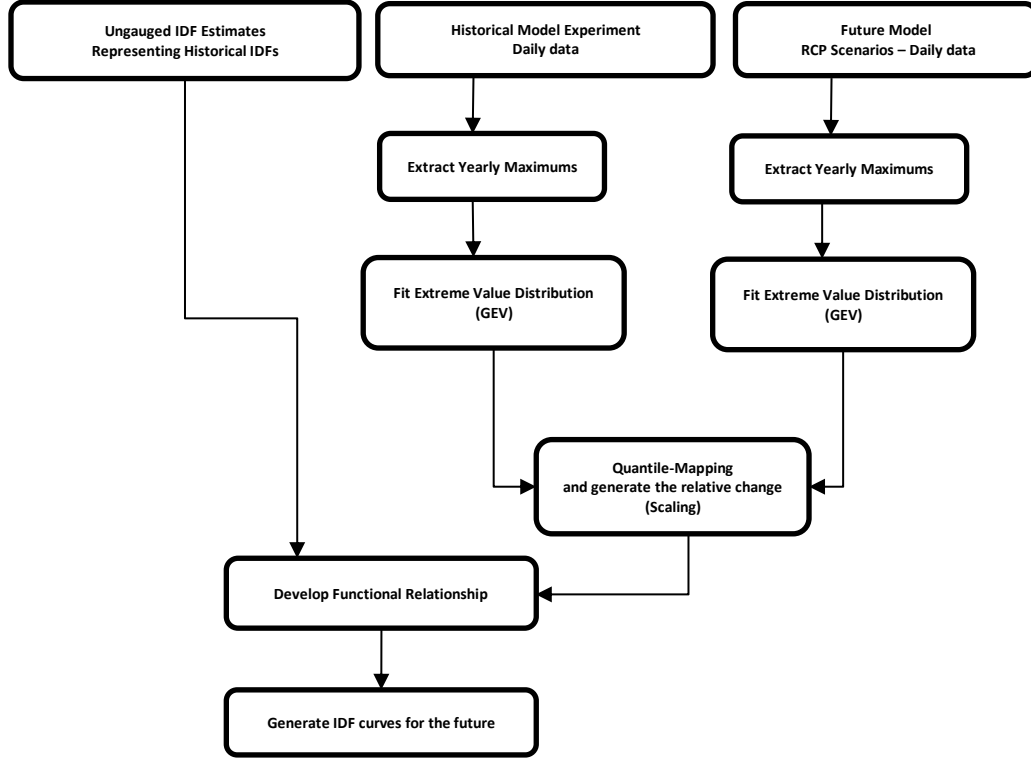 Ungauged IDF Estimates
Representing Historical IDFs
Historical Model Experiment
Daily data
Future Model
RCP Scenarios – Daily data
Extract Yearly Maximums
Extract Yearly Maximums
Fit Extreme Value Distribution
(GEV)
Fit Extreme Value Distribution
(GEV)
Quantile-Mapping
and generate the relative change
(Scaling)
Develop Functional Relationship
Generate IDF curves for the future